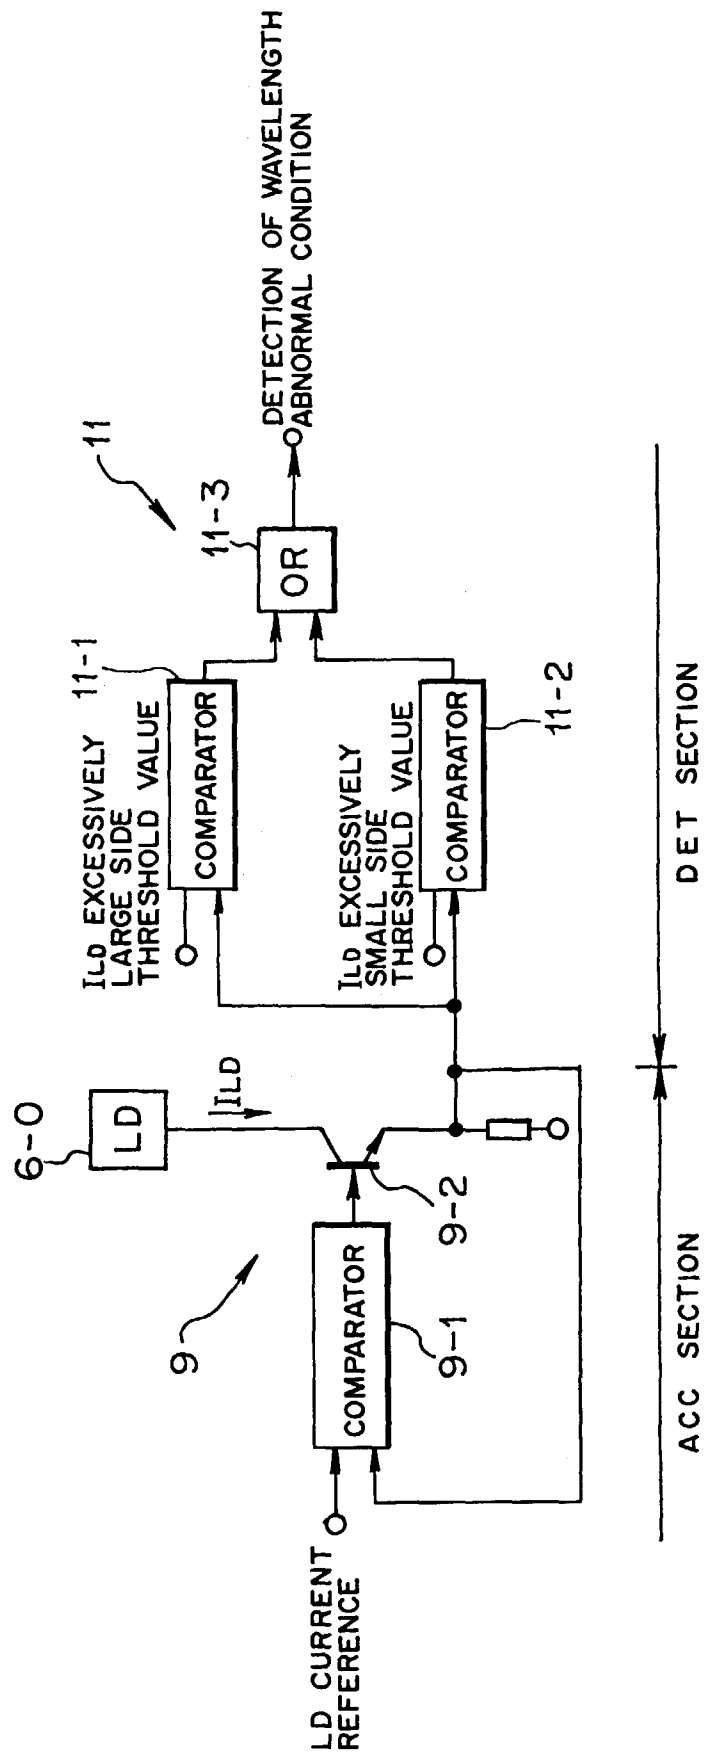 LD CURRENT
REFERENCE
9
COMPARATOR
9-1
9-2
6-0
LD
ILD
ILD EXCESSIVELY
LARGE SIDE
THRESHOLD VALUE
COMPARATOR
11-1
ILD EXCESSIVELY
SMALL SIDE
THRESHOLD VALUE
COMPARATOR
11-2
11
11-3
OR
DETECTION OF WAVELENGTH
ABNORMAL CONDITION
ACC SECTION
DET SECTION